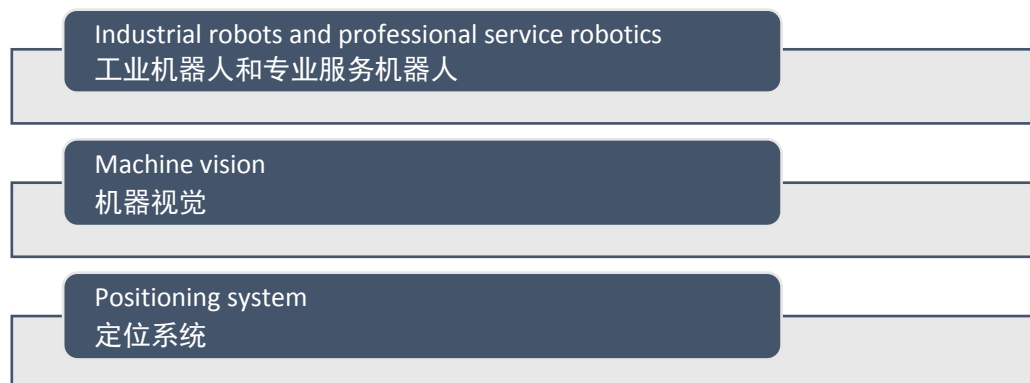 Industrial robots and professional service robotics
工业机器人和专业服务机器人
Machine vision
机器视觉
Positioning system
定位系统